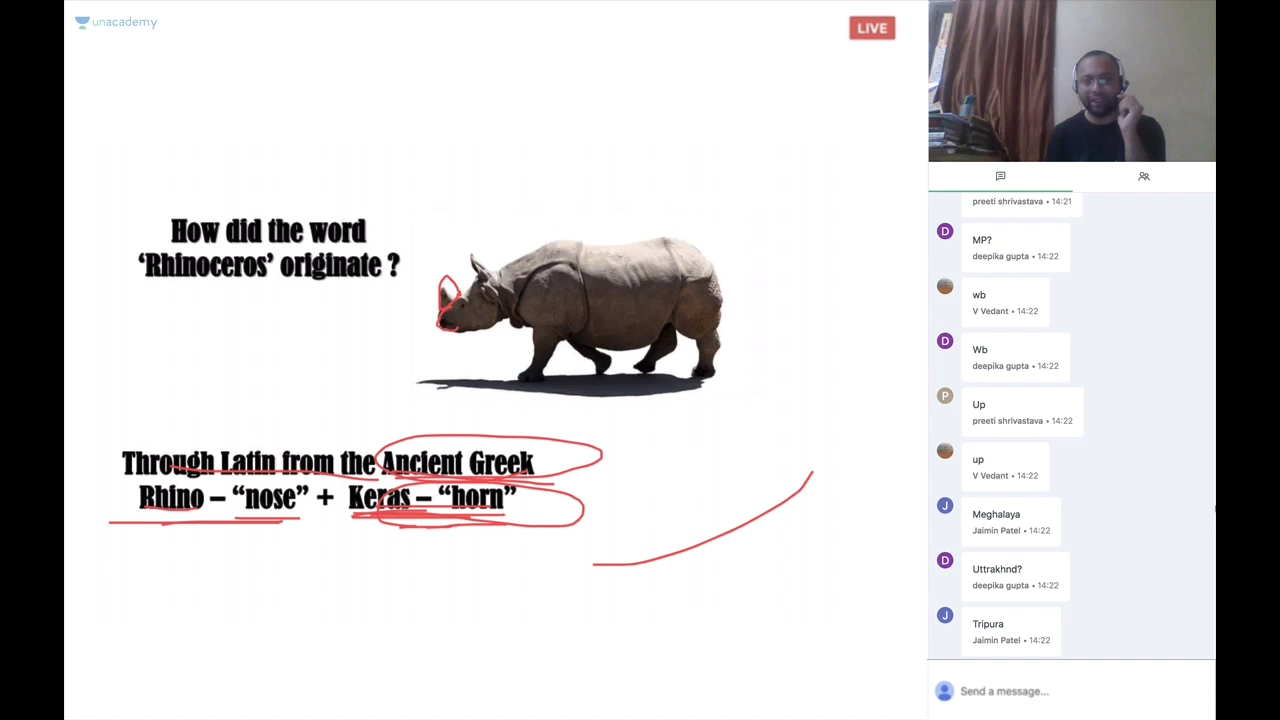 unacademy
LIVE
How did the word
‘Rhinoceros’ originate ?
Through Latin from the Ancient Greek
Rhino – “nose” + Keras – “horn”
preeti shrivastava • 14:21
D
MP?
deepika gupta • 14:22
wb
V Vedant • 14:22
D
Wb
deepika gupta • 14:22
P
Up
preeti shrivastava • 14:22
up
V Vedant • 14:22
J
Meghalaya
Jaimin Patel • 14:22
D
Uttrakhnd?
deepika gupta • 14:22
J
Tripura
Jaimin Patel • 14:22
Send a message...